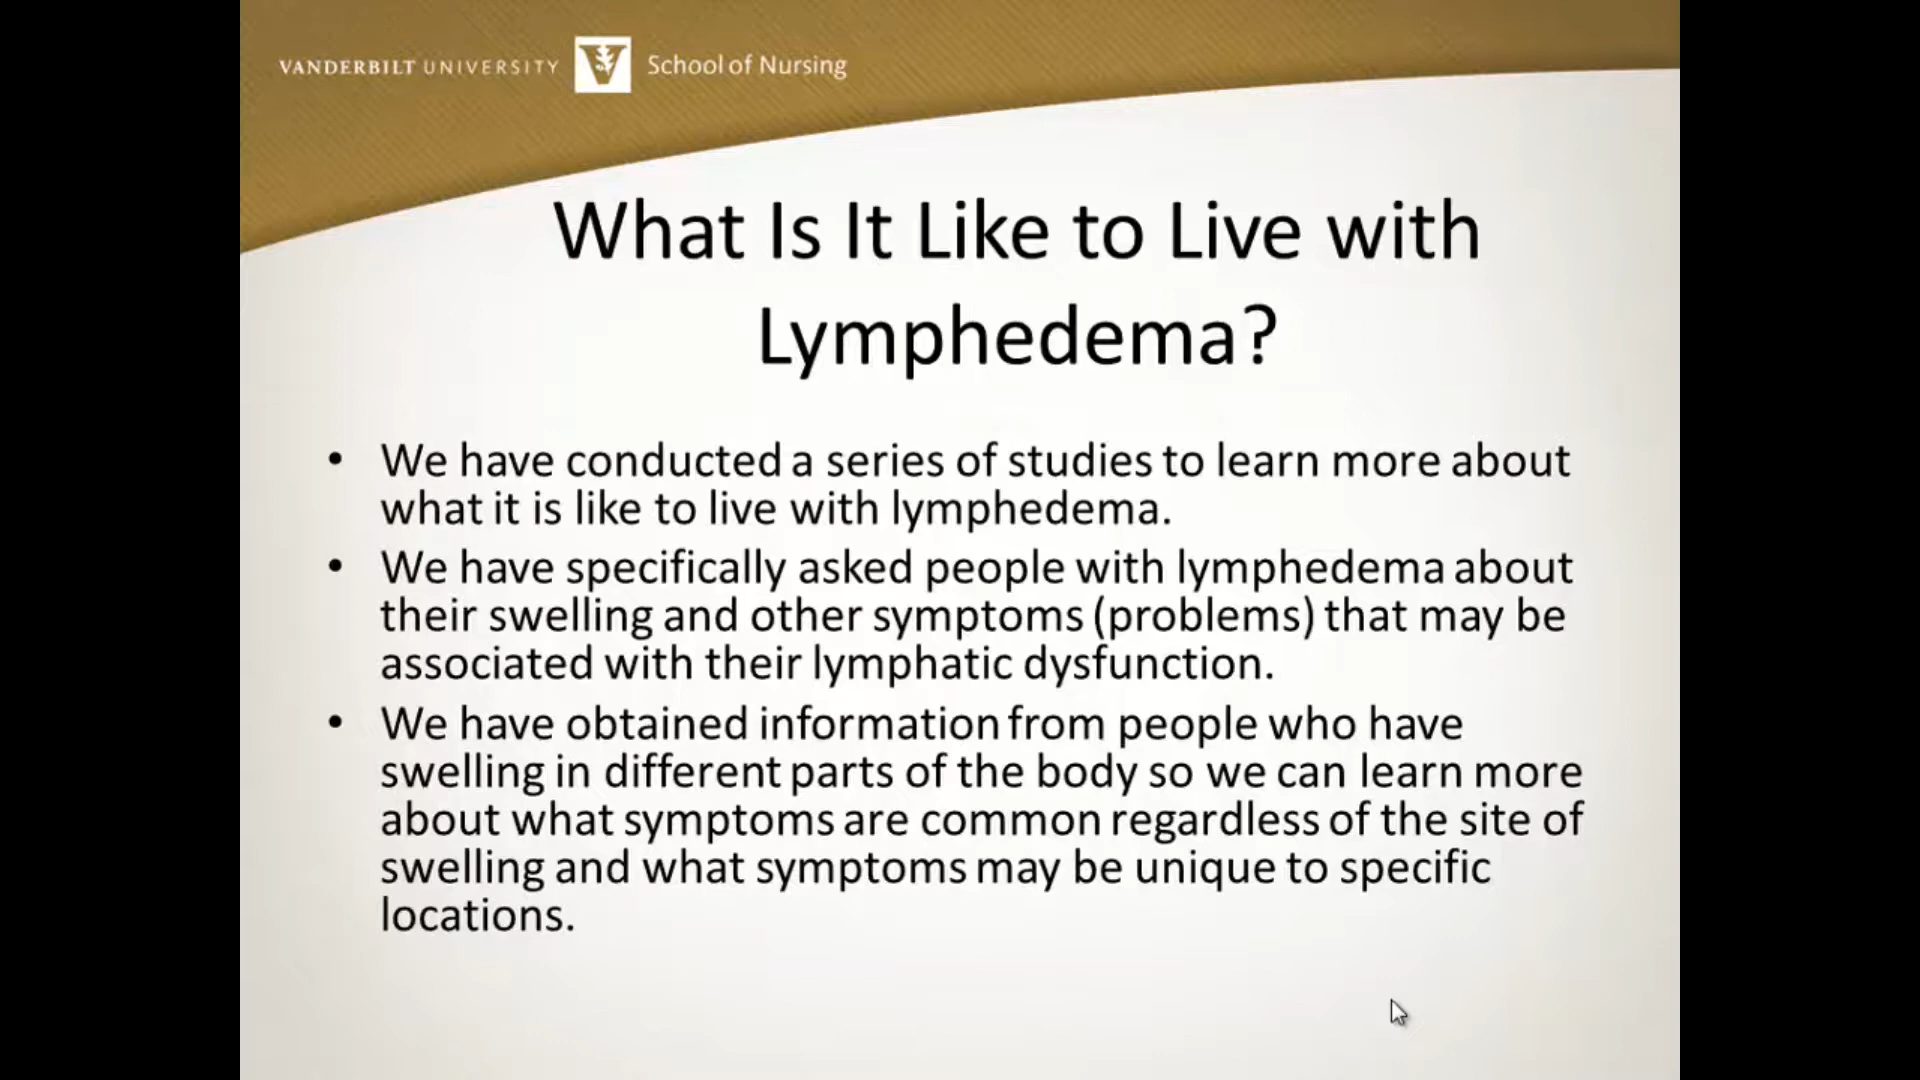 VANDERBILT UNIVERSITY V School of Nursing
What Is It Like to Live with
Lymphedema?
• We have conducted a series of studies to learn more about
what it is like to live with lymphedema.
• We have specifically asked people with lymphedema about
their swelling and other symptoms (problems) that may be
associated with their lymphatic dysfunction.
• We have obtained information from people who have
swelling in different parts of the body so we can learn more
about what symptoms are common regardless of the site of
swelling and what symptoms may be unique to specific
locations.